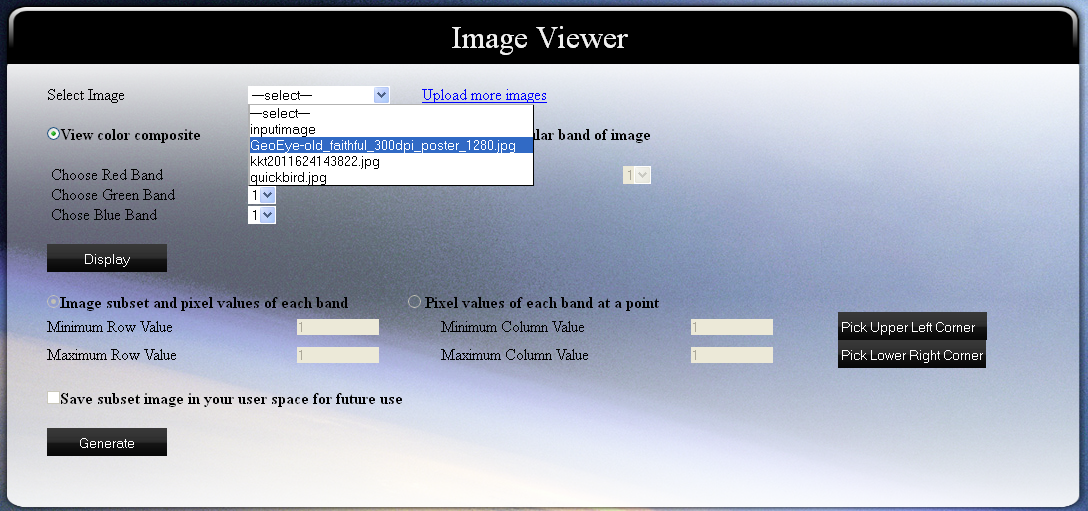 Image Viewer
Select Image —select— Upload more images
—select—
inputimage
View color composite band of image
GeoEye-old_faithful_300dpi_poster_1280.jpg
kkt2011624143822.jpg
Choose Red Band 1
quickbird.jpg
Choose Green Band 1
Chose Blue Band 1
Display
Image subset and pixel values of each band Pixel values of each band at a point
Minimum Row Value 1 Minimum Column Value 1 Pick Upper Left Corner
Maximum Row Value 1 Maximum Column Value 1 Pick Lower Right Corner
Save subset image in your user space for future use
Generate